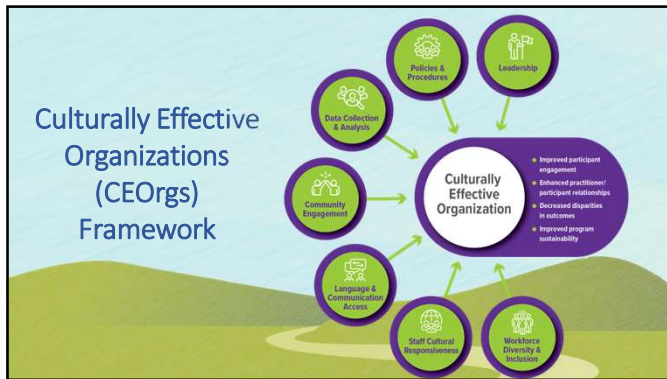 Culturally Effective
Organizations
(CEOrgs)
Framework
Leadership
Policies &
Procedures
Data Collection
& Analysis
Community
Engagement
Language &
Communication
Access
Staff Cultural
Responsiveness
Workforce
Diversity &
Inclusion
Culturally
Effective
Organization
Improved participant
engagement
Enhanced practitioner/
participant relationships
Decreased disparities
in outcomes
Improved program
sustainability